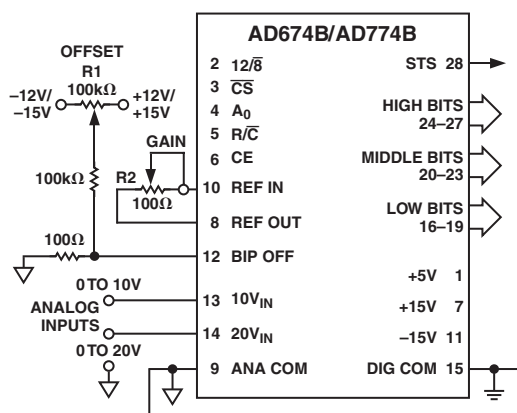 AD674B/AD774B
OFFSET
R1
100kΩ
–12V/
–15V
+12V/
+15V
100kΩ
100Ω
GAIN
R2
100Ω
0 TO 10V
ANALOG
INPUTS
0 TO 20V
2 12/8̅
3 C̅S̅
4 A₀
5 R/C̅
6 CE
10 REF IN
8 REF OUT
12 BIP OFF
13 10VIN
14 20VIN
9 ANA COM
STS 28
HIGH BITS
24–27
MIDDLE BITS
20–23
LOW BITS
16–19
+5V 1
+15V 7
–15V 11
DIG COM 15